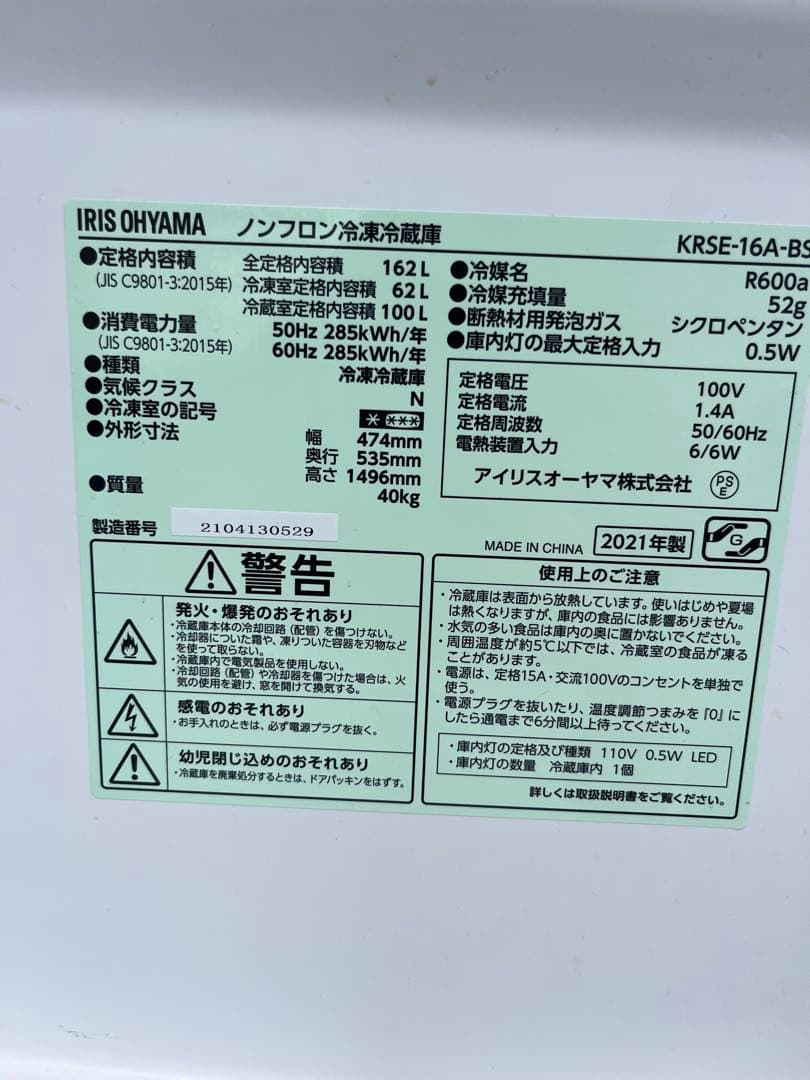 IRIS OHYAMA ノンフロン冷凍冷蔵庫 KRSE-16A-BS
●定格内容積 全定格内容積 162L
(JIS C9801-3:2015年) 冷凍室定格内容積 62L
冷蔵室定格内容積 100L
●消費電力量 50Hz 285kWh/年
(JIS C9801-3:2015年) 60Hz 285kWh/年
●種類 冷凍冷蔵庫
●気候クラス N
●冷凍室の記号
●外形寸法 幅 474mm
奥行 535mm
高さ 1496mm
●質量 40kg
製造番号 2104130529
●冷媒名 R600a
●冷媒充填量 52g
●断熱材用発泡ガス シクロペンタン
●庫内灯の最大定格入力 0.5W
定格電圧 100V
定格電流 1.4A
定格周波数 50/60Hz
電熱装置入力 6/6W
アイリスオーヤマ株式会社 PSE
MADE IN CHINA 2021年製 G
警告
発火・爆発のおそれあり
・冷蔵庫本体の冷却回路(配管)を傷つけない。
・冷却器についた霜や、凍りついた容器を刃物など
を使って取らない。
・冷蔵庫内で電気製品を使用しない。
・冷却回路(配管)や冷却器を傷つけた場合は、火
気の使用を避け、窓を開けて換気する。
感電のおそれあり
・お手入れのときは、必ず電源プラグを抜く。
幼児閉じ込めのおそれあり
・冷蔵庫を廃棄処分するときは、ドアパッキンをはずす。
使用上のご注意
・冷蔵庫は表面から放熱しています。使いはじめや夏場
は熱くなりますが、庫内の食品には影響ありません。
・水気の多い食品は庫内の奥に置かないでください。
・周囲温度が約5℃以下では、冷蔵室の食品が凍る
ことがあります。
・電源は、定格15A・交流100Vのコンセントを単独で
使う。
・電源プラグを抜いたり、温度調節つまみを『0』に
したら通電まで6分間以上待ってください。
・庫内灯の定格及び種類 110V 0.5W LED
・庫内灯の数量 冷蔵庫内 1個
詳しくは取扱説明書をご覧ください。